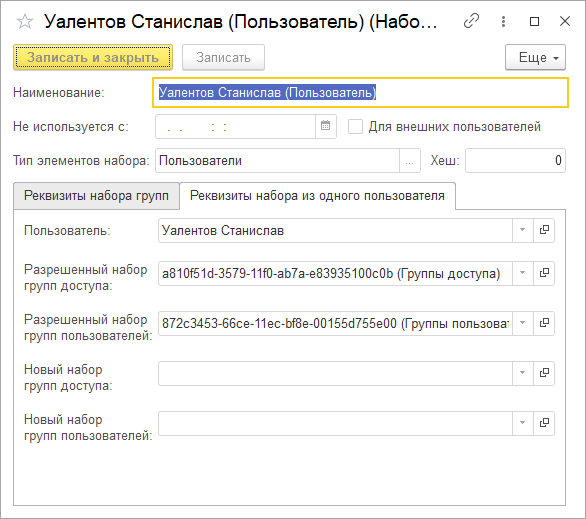 Уалентов Станислав (Пользователь) (Набо...
Записать и закрыть
Записать
Еще
Наименование: Уалентов Станислав (Пользователь)
Не используется с: . . : : Для внешних пользователей
Тип элементов набора: Пользователи ... Хеш: 0
Реквизиты набора групп
Реквизиты набора из одного пользователя
Пользователь: Уалентов Станислав
Разрешенный набор
групп доступа:
a810f51d-3579-11f0-ab7a-e83935100c0b (Группы доступа)
Разрешенный набор
групп пользователей:
872c3453-66ce-11ec-bf8e-00155d755e00 (Группы пользоват
Новый набор
групп доступа:
Новый набор
групп пользователей: